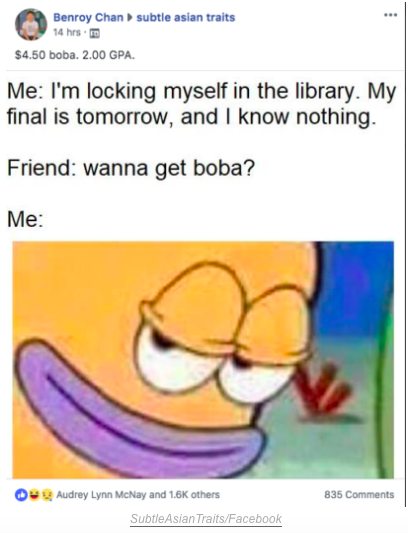 Benroy Chan ▸ subtle asian traits
14 hrs ·
$4.50 boba. 2.00 GPA.
Me: I'm locking myself in the library. My
final is tomorrow, and I know nothing.
Friend: wanna get boba?
Me:
Audrey Lynn McNay and 1.6K others 835 Comments
SubtleAsianTraits/Facebook